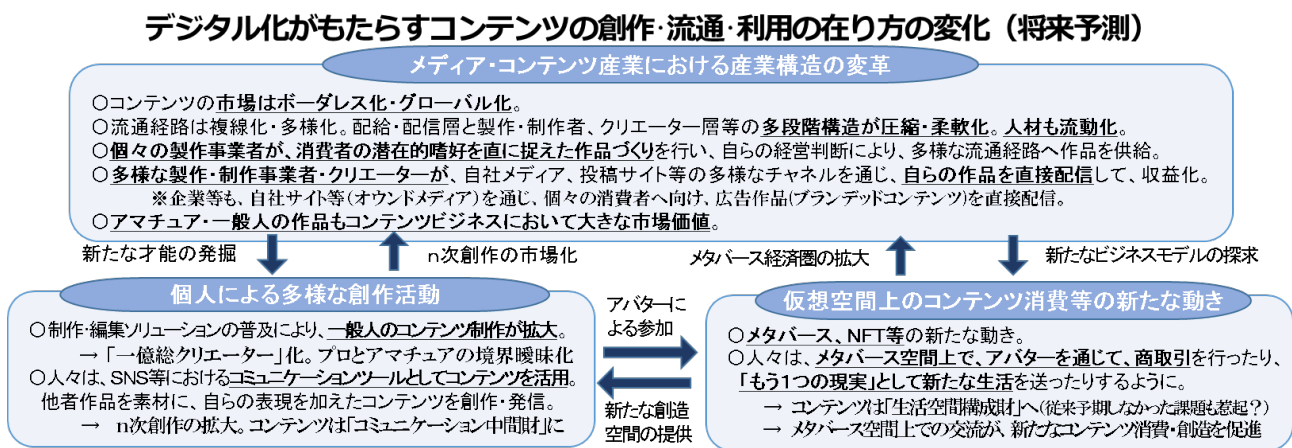 デジタル化がもたらすコンテンツの創作・流通・利用の在り方の変化（将来予測）
メディア・コンテンツ産業における産業構造の変革
○コンテンツの市場はボーダレス化・グローバル化。
○流通経路は複線化・多様化。配給・配信層と製作・制作者、クリエーター層等の多段階構造が圧縮・柔軟化。人材も流動化。
○個々の製作事業者が、消費者の潜在的嗜好を直に捉えた作品づくりを行い、自らの経営判断により、多様な流通経路へ作品を供給。
○多様な製作・制作事業者・クリエーターが、自社メディア、投稿サイト等の多様なチャネルを通じ、自らの作品を直接配信して、収益化。
※企業等も、自社サイト等(オウンドメディア)を通じ、個々の消費者へ向け、広告作品(ブランデッドコンテンツ)を直接配信。
○アマチュア・一般人の作品もコンテンツビジネスにおいて大きな市場価値。
新たな才能の発掘
n次創作の市場化
メタバース経済圏の拡大
新たなビジネスモデルの探求
個人による多様な創作活動
○制作・編集ソリューションの普及により、一般人のコンテンツ制作が拡大。
→ 「一億総クリエーター」化。プロとアマチュアの境界曖昧化
○人々は、SNS等におけるコミュニケーションツールとしてコンテンツを活用。
他者作品を素材に、自らの表現を加えたコンテンツを創作・発信。
→ n次創作の拡大。コンテンツは「コミュニケーション中間財」に
アバターに
よる参加
新たな創造
空間の提供
仮想空間上のコンテンツ消費等の新たな動き
○メタバース、NFT等の新たな動き。
○人々は、メタバース空間上で、アバターを通じて、商取引を行ったり、
「もう1つの現実」として新たな生活を送ったりするように。
→ コンテンツは「生活空間構成財」へ(従来予期しなかった課題も惹起？)
→ メタバース空間上での交流が、新たなコンテンツ消費・創造を促進